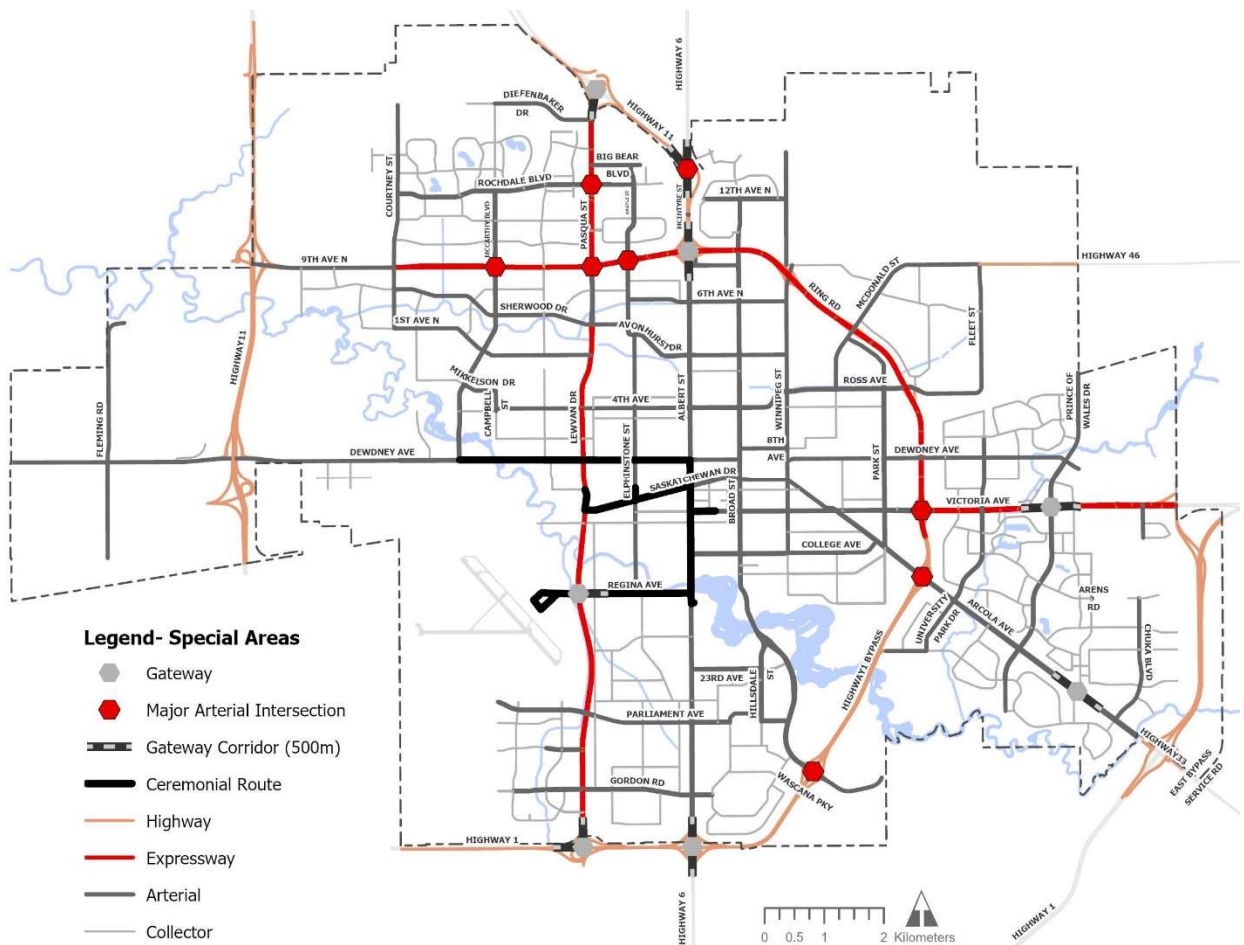 HIGHWAY 6
DIEFENBAKER
DR
HIGHWAY 11
COURTNEY ST
BIG BEAR
BLVD
ROCHDALE BLVD
12TH AVE N
MCCARTHY BLVD
PASQUA ST
MCINTYRE ST
9TH AVE N
HIGHWAY 46
RING RD
MCDONALD ST
SHERWOOD DR
6TH AVE N
FLEET ST
1ST AVE N
AVONHURST DR
HIGHWAY11
MIKKELSON DR
CAMPBELL
ST
LEWVAN DR
4TH AVE
ALBERT ST
WINNIPEG ST
ROSS AVE
PRINCE OF
WALES DR
FLEMING RD
DEWDNEY AVE
ELPHINSTONE ST
8TH
AVE
PARK ST
DEWDNEY AVE
SASKATCHEWAN DR
BROAD ST
VICTORIA AVE
COLLEGE AVE
REGINA AVE
ARENS
RD
UNIVERSITY
PARK DR
ARCOLA AVE
CHUKA BLVD
HIGHWAY1 BYPASS
23RD AVE
HILLSDALE
ST
PARLIAMENT AVE
HIGHWAY33
EAST BYPASS
SERVICE RD
GORDON RD
WASCANA PKY
HIGHWAY 1
HIGHWAY 6
HIGHWAY 1
Legend- Special Areas
Gateway
Major Arterial Intersection
Gateway Corridor (500m)
Ceremonial Route
Highway
Expressway
Arterial
Collector
0 0.5 1 2 Kilometers